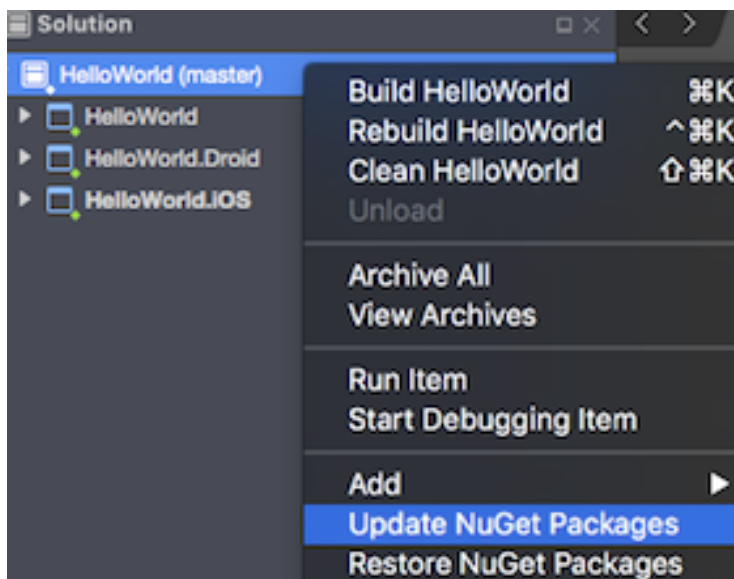 Solution
HelloWorld (master)
HelloWorld
HelloWorld.Droid
HelloWorld.iOS
Build HelloWorld ⌘K
Rebuild HelloWorld ^⌘K
Clean HelloWorld ⇧⌘K
Unload
Archive All
View Archives
Run Item
Start Debugging Item
Add
Update NuGet Packages
Restore NuGet Packages